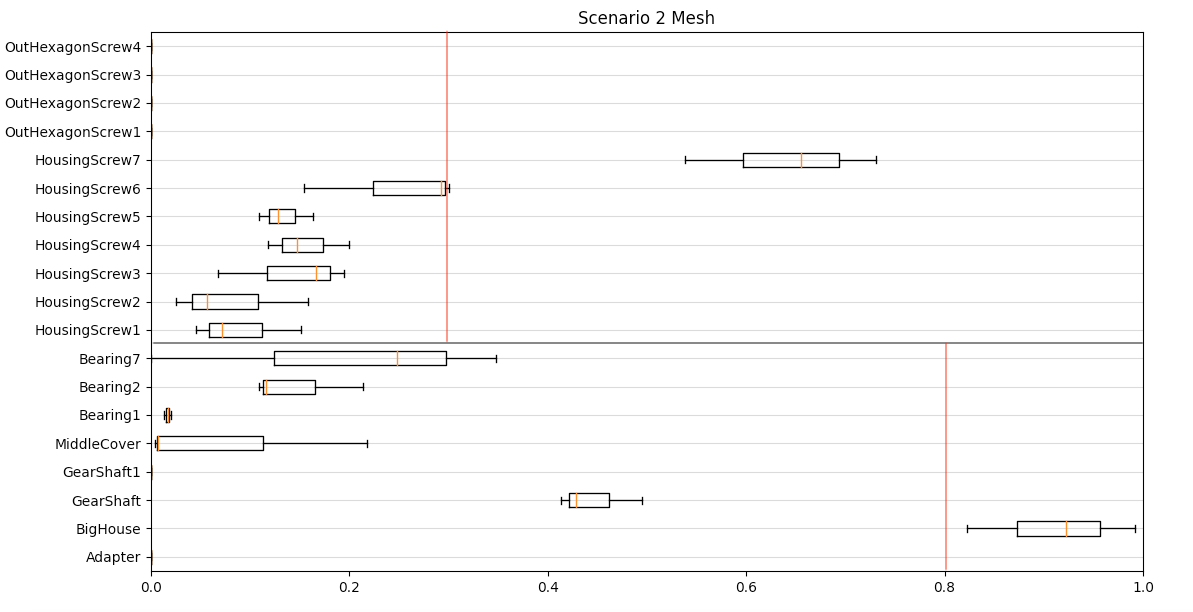 Scenario 2 Mesh
OutHexagonScrew4
OutHexagonScrew3
OutHexagonScrew2
OutHexagonScrew1
HousingScrew7
HousingScrew6
HousingScrew5
HousingScrew4
HousingScrew3
HousingScrew2
HousingScrew1
Bearing7
Bearing2
Bearing1
MiddleCover
GearShaft1
GearShaft
BigHouse
Adapter
0.0 0.2 0.4 0.6 0.8 1.0